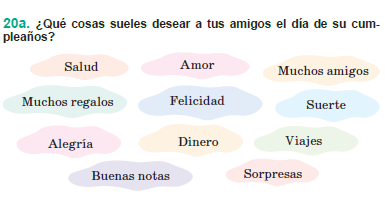 20a. ¿Qué cosas sueles desear a tus amigos el día de su cum-
pleaños?
Salud
Amor
Muchos amigos
Muchos regalos
Felicidad
Suerte
Alegría
Dinero
Viajes
Buenas notas
Sorpresas